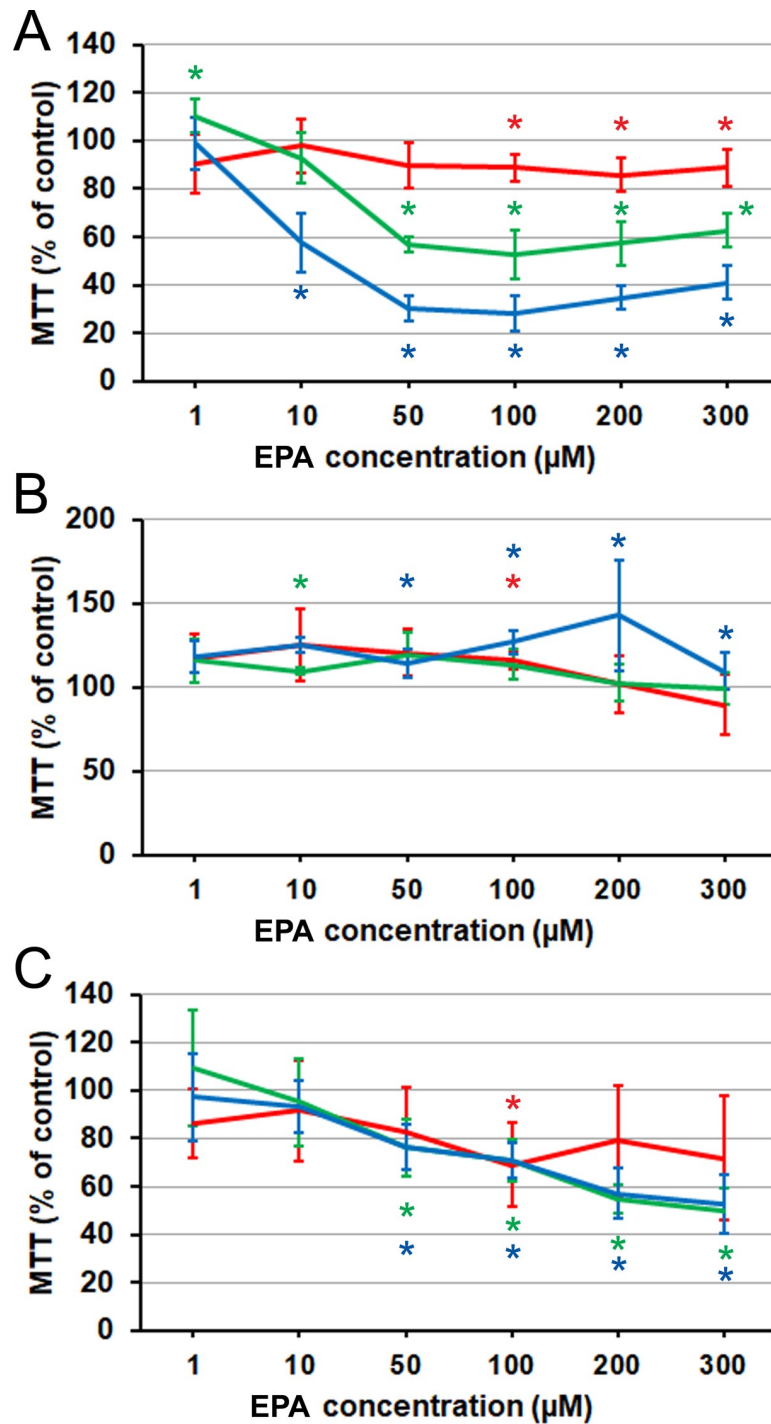 A
140
120
100
80
60
40
20
0
MTT (% of control)
* * * *
* * * * *
* * * * *
1 10 50 100 200 300
EPA concentration (µM)
B
200
150
100
50
0
MTT (% of control)
* * * * * * *
1 10 50 100 200 300
EPA concentration (µM)
C
140
120
100
80
60
40
20
0
MTT (% of control)
*
* * * *
* * * *
1 10 50 100 200 300
EPA concentration (µM)